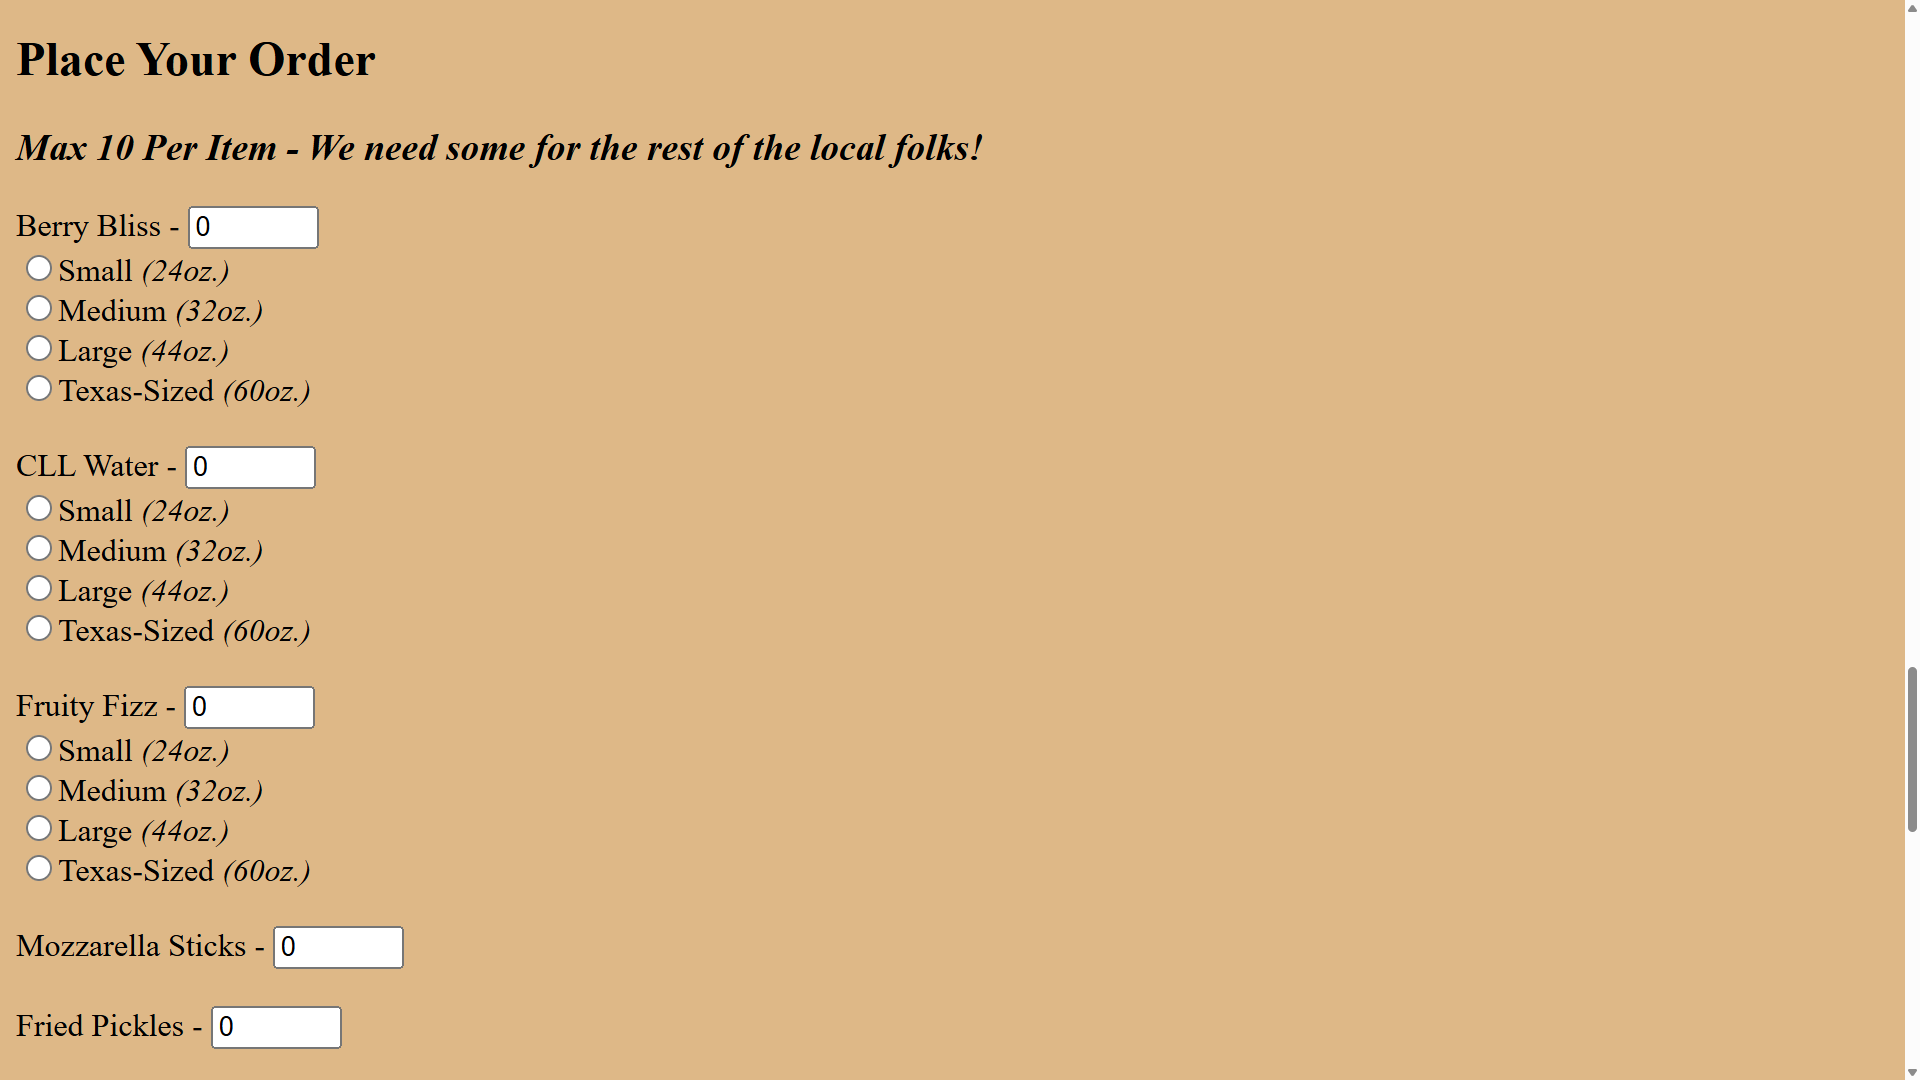 Place Your Order
Max 10 Per Item - We need some for the rest of the local folks!
Berry Bliss - 0
Small (24oz.)
Medium (32oz.)
Large (44oz.)
Texas-Sized (60oz.)
CLL Water - 0
Small (24oz.)
Medium (32oz.)
Large (44oz.)
Texas-Sized (60oz.)
Fruity Fizz - 0
Small (24oz.)
Medium (32oz.)
Large (44oz.)
Texas-Sized (60oz.)
Mozzarella Sticks - 0
Fried Pickles - 0